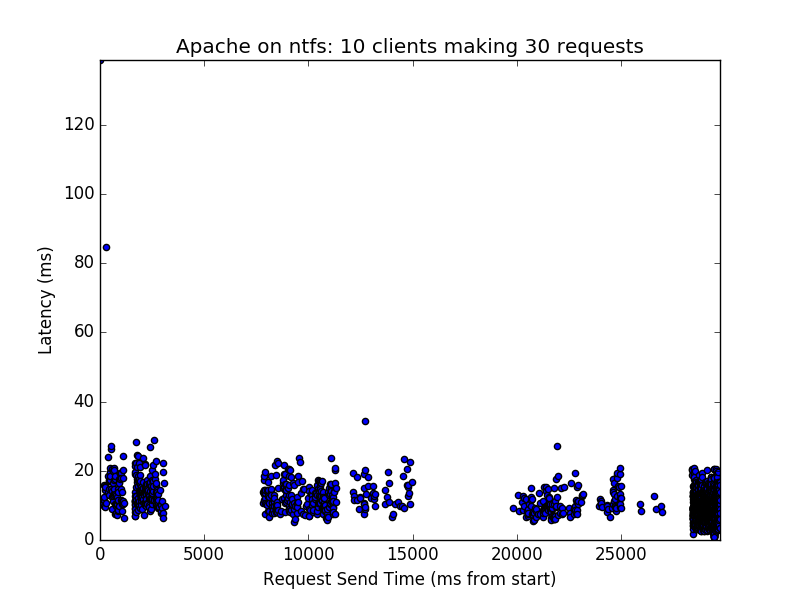 Apache on ntfs: 10 clients making 30 requests
120
100
80
60
40
20
0
Latency (ms)
0 5000 10000 15000 20000 25000
Request Send Time (ms from start)